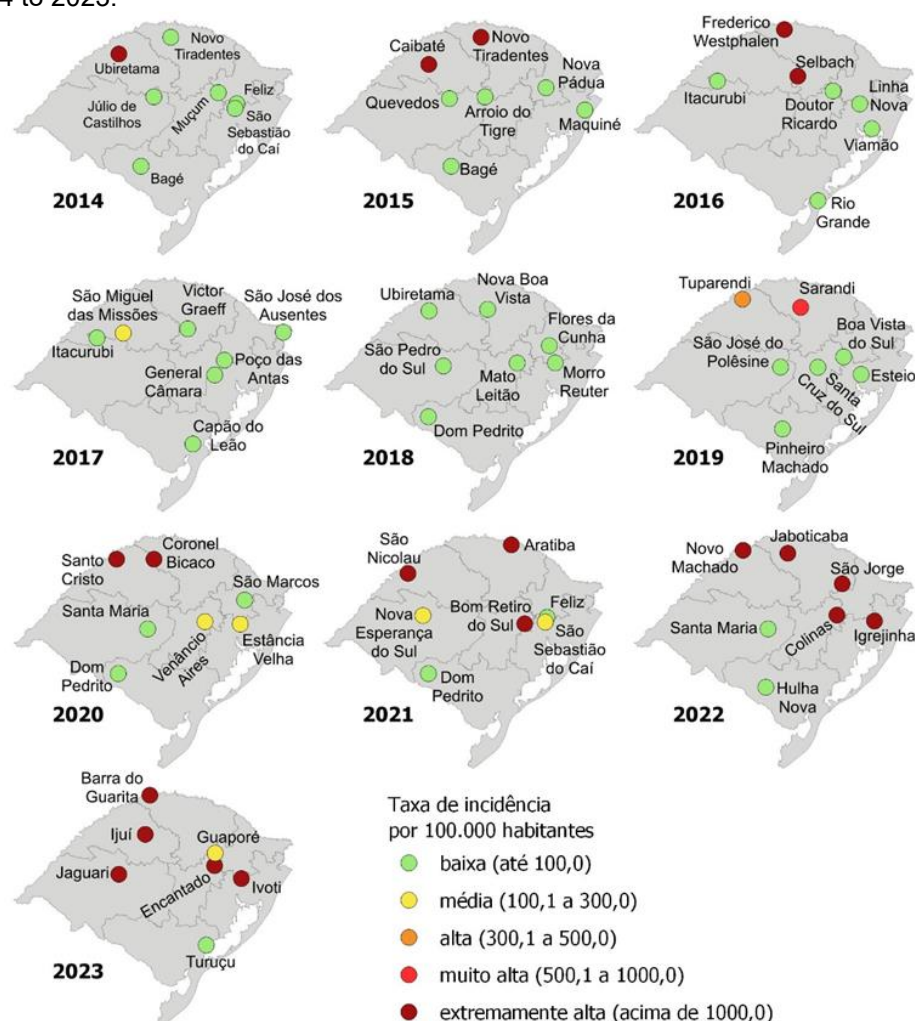 4 to 2023.
Novo
Tiradentes
Ubiretama
Júlio de
Castilhos
Muçum
Feliz
São
Sebastião
do Caí
Bagé
2014
Caibaté
Novo
Tiradentes
Nova
Pádua
Quevedos
Arroio do
Tigre
Maquiné
Bagé
2015
Frederico
Westphalen
Selbach
Itacurubi
Linha
Nova
Doutor
Ricardo
Viamão
Rio
Grande
2016
São Miguel
das Missões
Victor
Graeff
São José dos
Ausentes
Itacurubi
Poço das
Antas
General
Câmara
Capão do
Leão
2017
Ubiretama
Nova Boa
Vista
Flores da
Cunha
São Pedro
do Sul
Mato
Leitão
Morro
Reuter
Dom Pedrito
2018
Tuparendi
Sarandi
Boa Vista
do Sul
São José do
Polêsine
Santa
Cruz do Sul
Esteio
Pinheiro
Machado
2019
Santo
Cristo
Coronel
Bicaco
São Marcos
Santa Maria
Venâncio
Aires
Estância
Velha
Dom
Pedrito
2020
São
Nicolau
Aratiba
Nova
Esperança
do Sul
Bom Retiro
do Sul
Feliz
São
Sebastião
do Caí
Dom
Pedrito
2021
Novo
Machado
Jaboticaba
São Jorge
Santa Maria
Colinas
Igrejinha
Hulha
Nova
2022
Barra do
Guarita
Ijuí
Guaporé
Jaguari
Encantado
Ivoti
Turuçu
2023
Taxa de incidência
por 100.000 habitantes
baixa (até 100,0)
média (100,1 a 300,0)
alta (300,1 a 500,0)
muito alta (500,1 a 1000,0)
extremamente alta (acima de 1000,0)